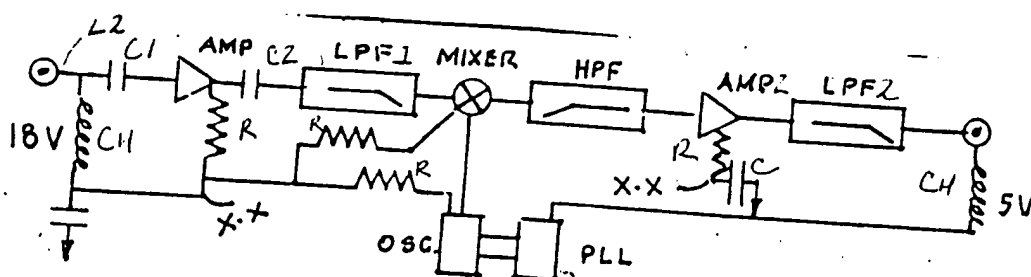 L2
C1
AMP
C2
LPF1
MIXER
HPF
AMP2
LPF2
18V
CH
R
R
R
R
C
X.X
X.X
CH
5V
OSC.
PLL